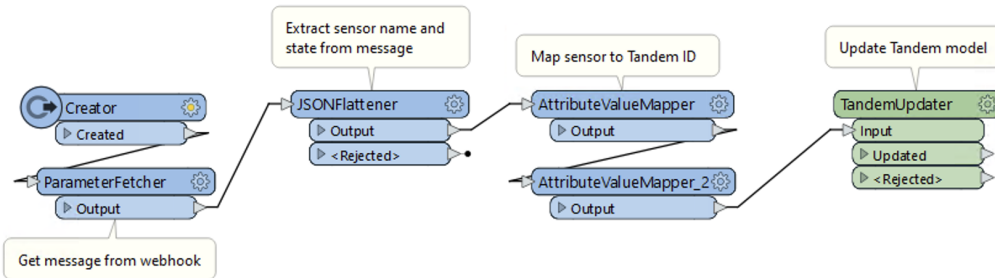 Extract sensor name and
state from message
Map sensor to Tandem ID
Update Tandem model
Creator
Created
ParameterFetcher
Output
Get message from webhook
JSONFlattener
Output
<Rejected>
AttributeValueMapper
Output
AttributeValueMapper_2
Output
TandemUpdater
Input
Updated
<Rejected>